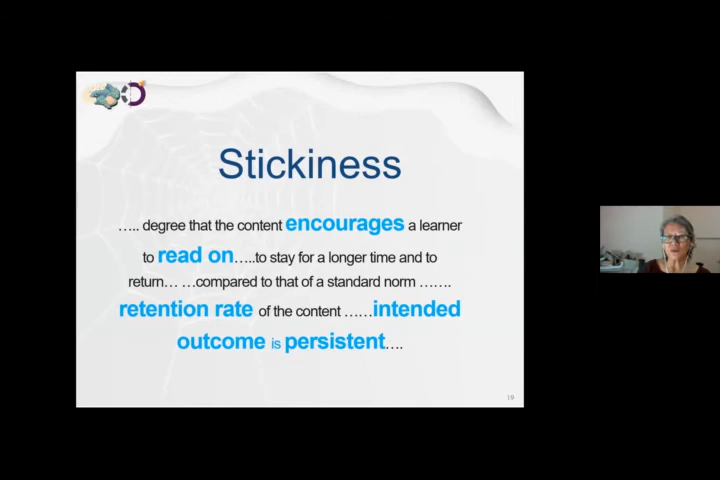 Stickiness
….. degree that the content encourages a learner
to read on…..to stay for a longer time and to
return… …compared to that of a standard norm …….
retention rate of the content ……intended
outcome is persistent….
19